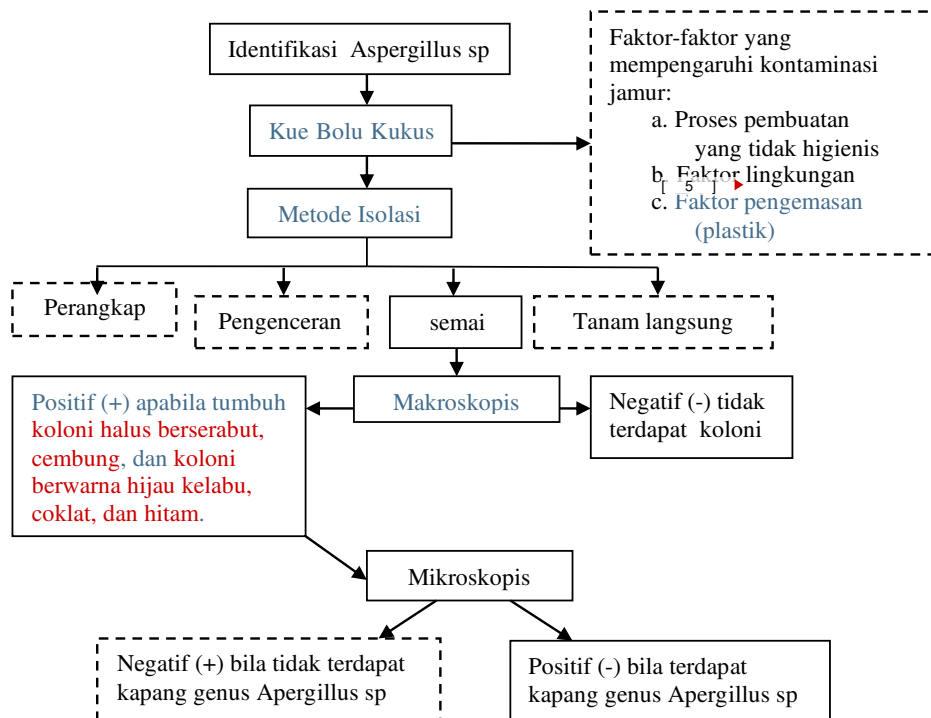 Identifikasi Aspergillus sp
Faktor-faktor yang
mempengaruhi kontaminasi
jamur:
a. Proses pembuatan
yang tidak higienis
b. Faktor lingkungan
[ 5 ]
c. Faktor pengemasan
(plastik)
Kue Bolu Kukus
Metode Isolasi
Perangkap
Pengenceran
semai
Tanam langsung
Makroskopis
Positif (+) apabila tumbuh
koloni halus berserabut,
cembung, dan koloni
berwarna hijau kelabu,
coklat, dan hitam.
Negatif (-) tidak
terdapat koloni
Mikroskopis
Negatif (+) bila tidak terdapat
kapang genus Apergillus sp
Positif (-) bila terdapat
kapang genus Apergillus sp